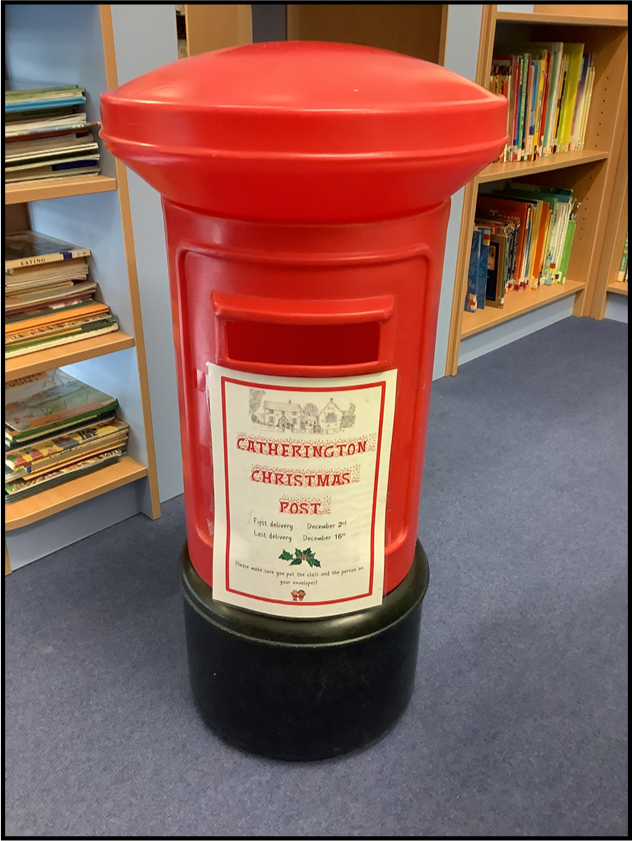 EATING
CATHERINGTON
CHRISTMAS
POST
First delivery December 2nd
Last delivery December 16th
Please make sure you put the class and the person on
your envelopes!